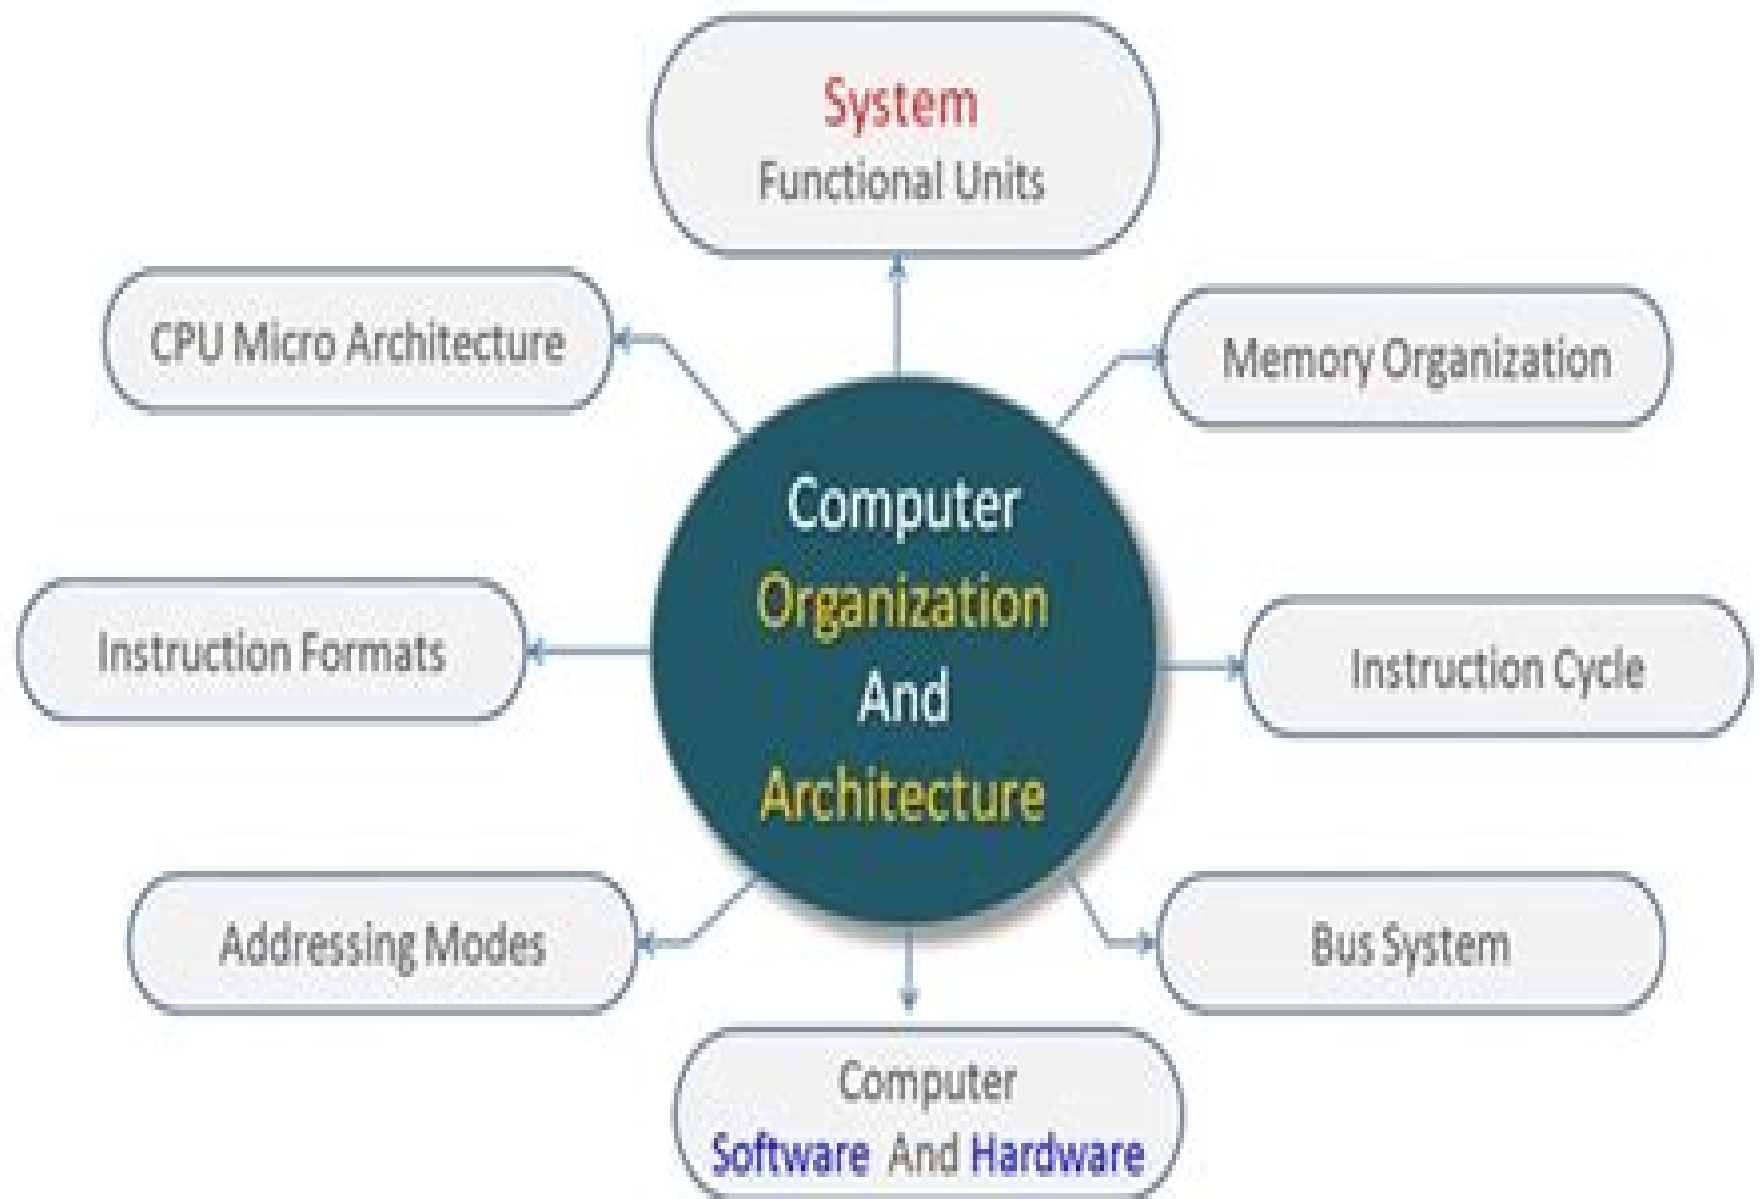 System
Functional Units
CPU Micro Architecture
Memory Organization
Computer
Organization
And
Architecture
Instruction Formats
Instruction Cycle
Addressing Modes
Bus System
Computer
Software And Hardware